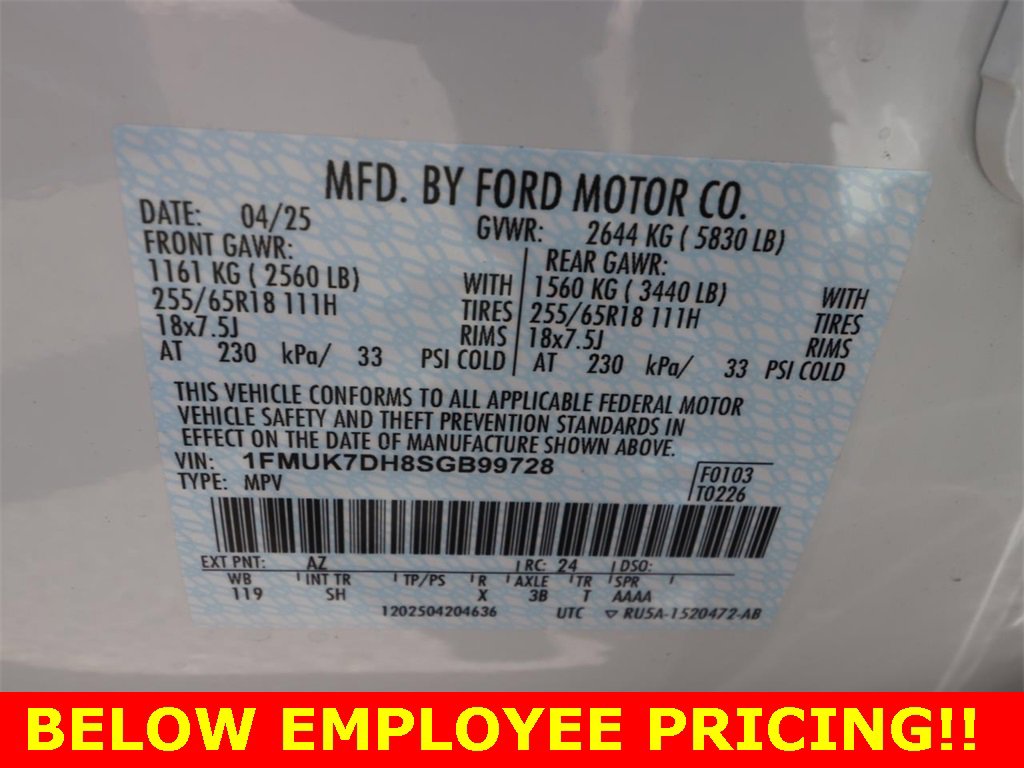 MFD. BY FORD MOTOR CO.
DATE: 04/25 GVWR: 2644 KG ( 5830 LB)
FRONT GAWR: REAR GAWR:
1161 KG ( 2560 LB) WITH 1560 KG ( 3440 LB) WITH
255/65R18 111H TIRES 255/65R18 111H TIRES
18x7.5J RIMS 18x7.5J RIMS
AT 230 kPa/ 33 PSI COLD AT 230 kPa/ 33 PSI COLD
THIS VEHICLE CONFORMS TO ALL APPLICABLE FEDERAL MOTOR
VEHICLE SAFETY AND THEFT PREVENTION STANDARDS IN
EFFECT ON THE DATE OF MANUFACTURE SHOWN ABOVE.
VIN: 1FMUK7DH8SGB99728 F0103
TYPE: MPV T0226
EXT PNT: AZ RC: 24 DSO:
WB INT TR TP/PS R AXLE TR SPR
119 SH X 3B T AAAA
1202504204636 UTC ▽ RU5A-1520472-AB
BELOW EMPLOYEE PRICING!!